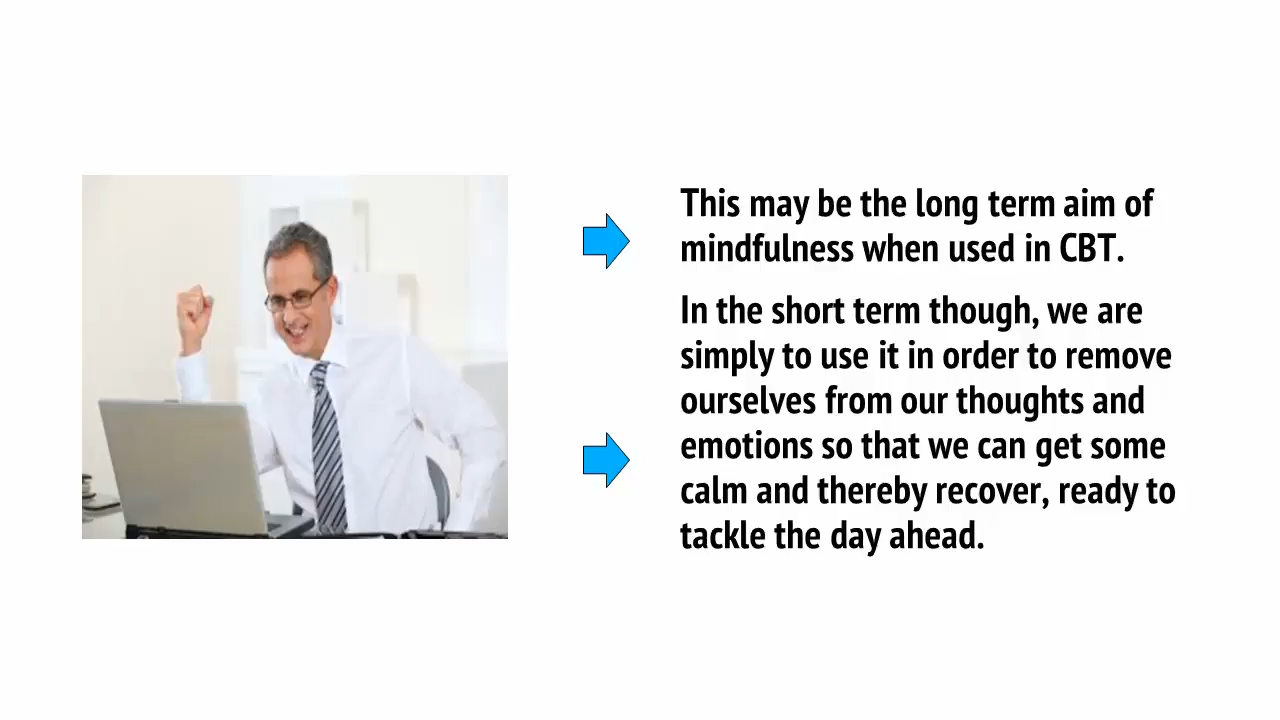 This may be the long term aim of
mindfulness when used in CBT.
In the short term though, we are
simply to use it in order to remove
ourselves from our thoughts and
emotions so that we can get some
calm and thereby recover, ready to
tackle the day ahead.